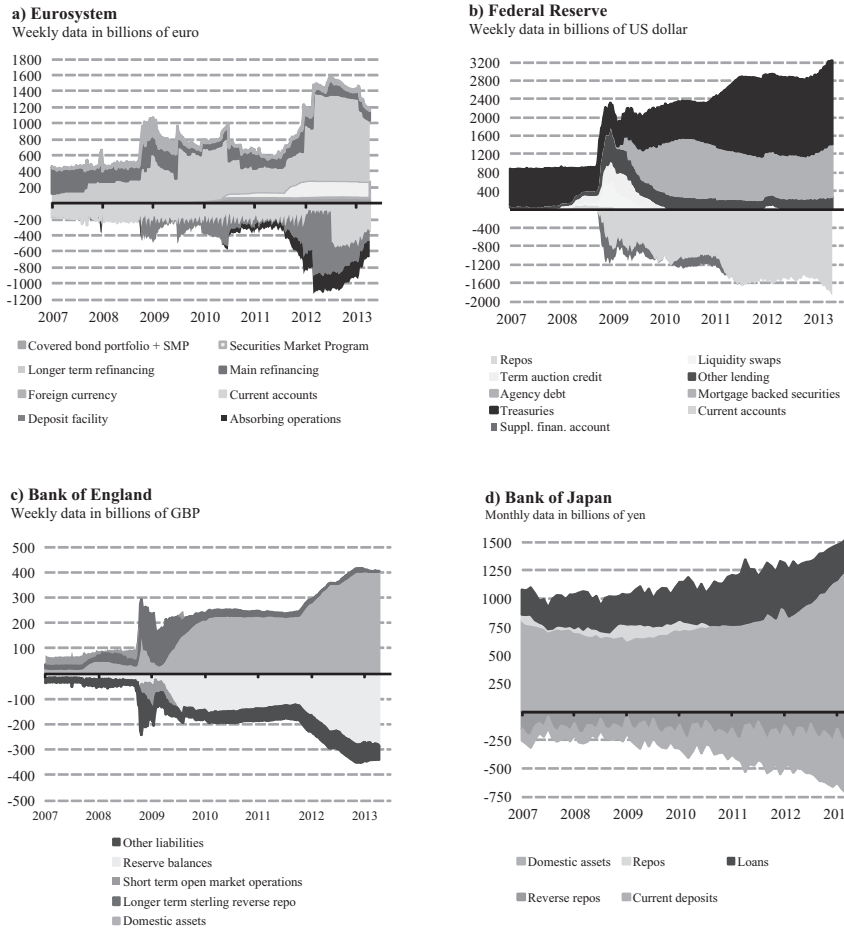 a) Eurosystem
Weekly data in billions of euro
1800
1600
1400
1200
1000
800
600
400
200
-200
-400
-600
-800
-1000
-1200
2007 2008 2009 2010 2011 2012 2013
Covered bond portfolio + SMP Securities Market Program
Longer term refinancing Main refinancing
Foreign currency Current accounts
Deposit facility Absorbing operations
b) Federal Reserve
Weekly data in billions of US dollar
3200
2800
2400
1600
1200
800
400
-400
-800
-1200
-1600
-2000
2007 2008 2009 2010 2011 2012 2013
Repos Liquidity swaps
Term auction credit Other lending
Agency debt Mortgage backed securities
Treasuries Current accounts
Suppl. finan. account
c) Bank of England
Weekly data in billions of GBP
500
400
300
200
100
-100
-200
-300
-400
-500
2007 2008 2009 2010 2011 2012 2013
Other liabilities
Reserve balances
Short term open market operations
Longer term sterling reverse repo
Domestic assets
d) Bank of Japan
Monthly data in billions of yen
1500
1250
1000
750
500
250
-250
-500
-750
2007 2008 2009 2010 2011 2012 201
Domestic assets Repos Loans
Reverse repos Current deposits